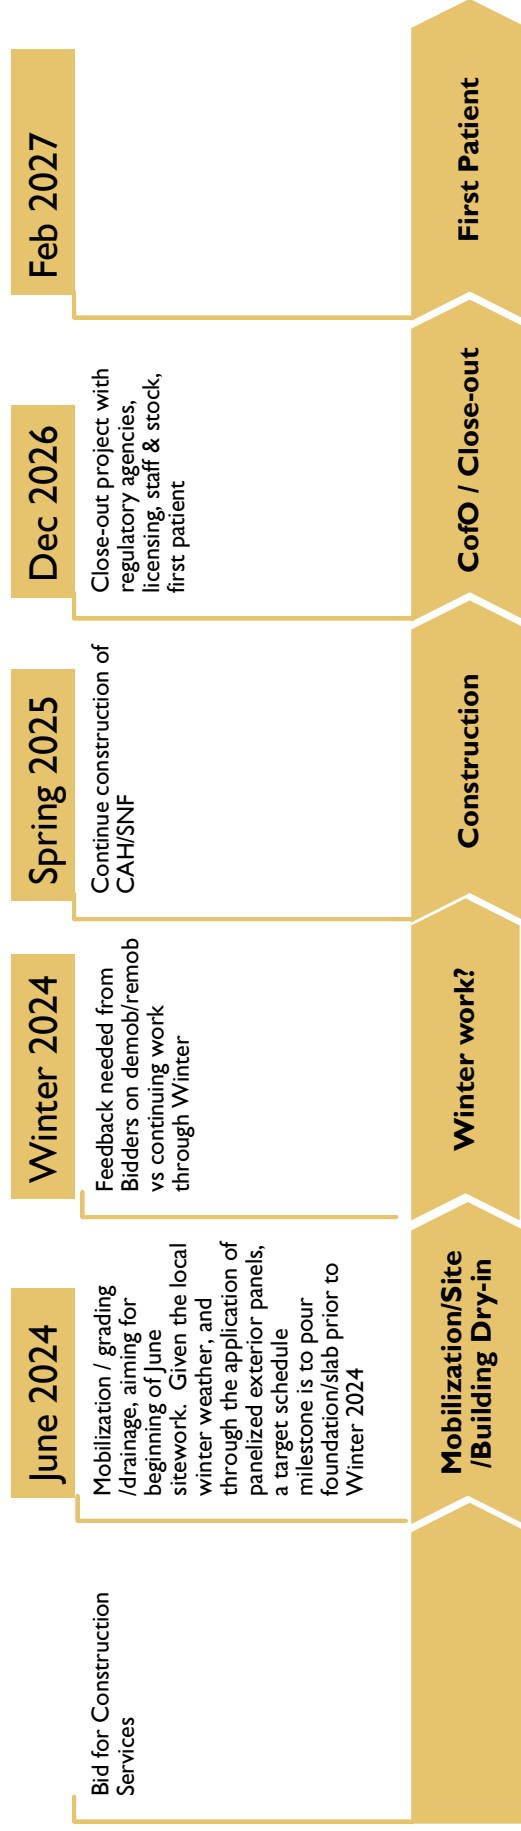 Bid for Construction
Services
June 2024
Mobilization / grading
/drainage, aiming for
beginning of June
sitework. Given the local
winter weather, and
through the application of
panelized exterior panels,
a target schedule
milestone is to pour
foundation/slab prior to
Winter 2024
Mobilization/Site
/Building Dry-in
Winter 2024
Feedback needed from
Bidders on demob/remob
vs continuing work
through Winter
Winter work?
Spring 2025
Continue construction of
CAH/SNF
Construction
Dec 2026
Close-out project with
regulatory agencies,
licensing, staff & stock,
first patient
CofO / Close-out
Feb 2027
First Patient